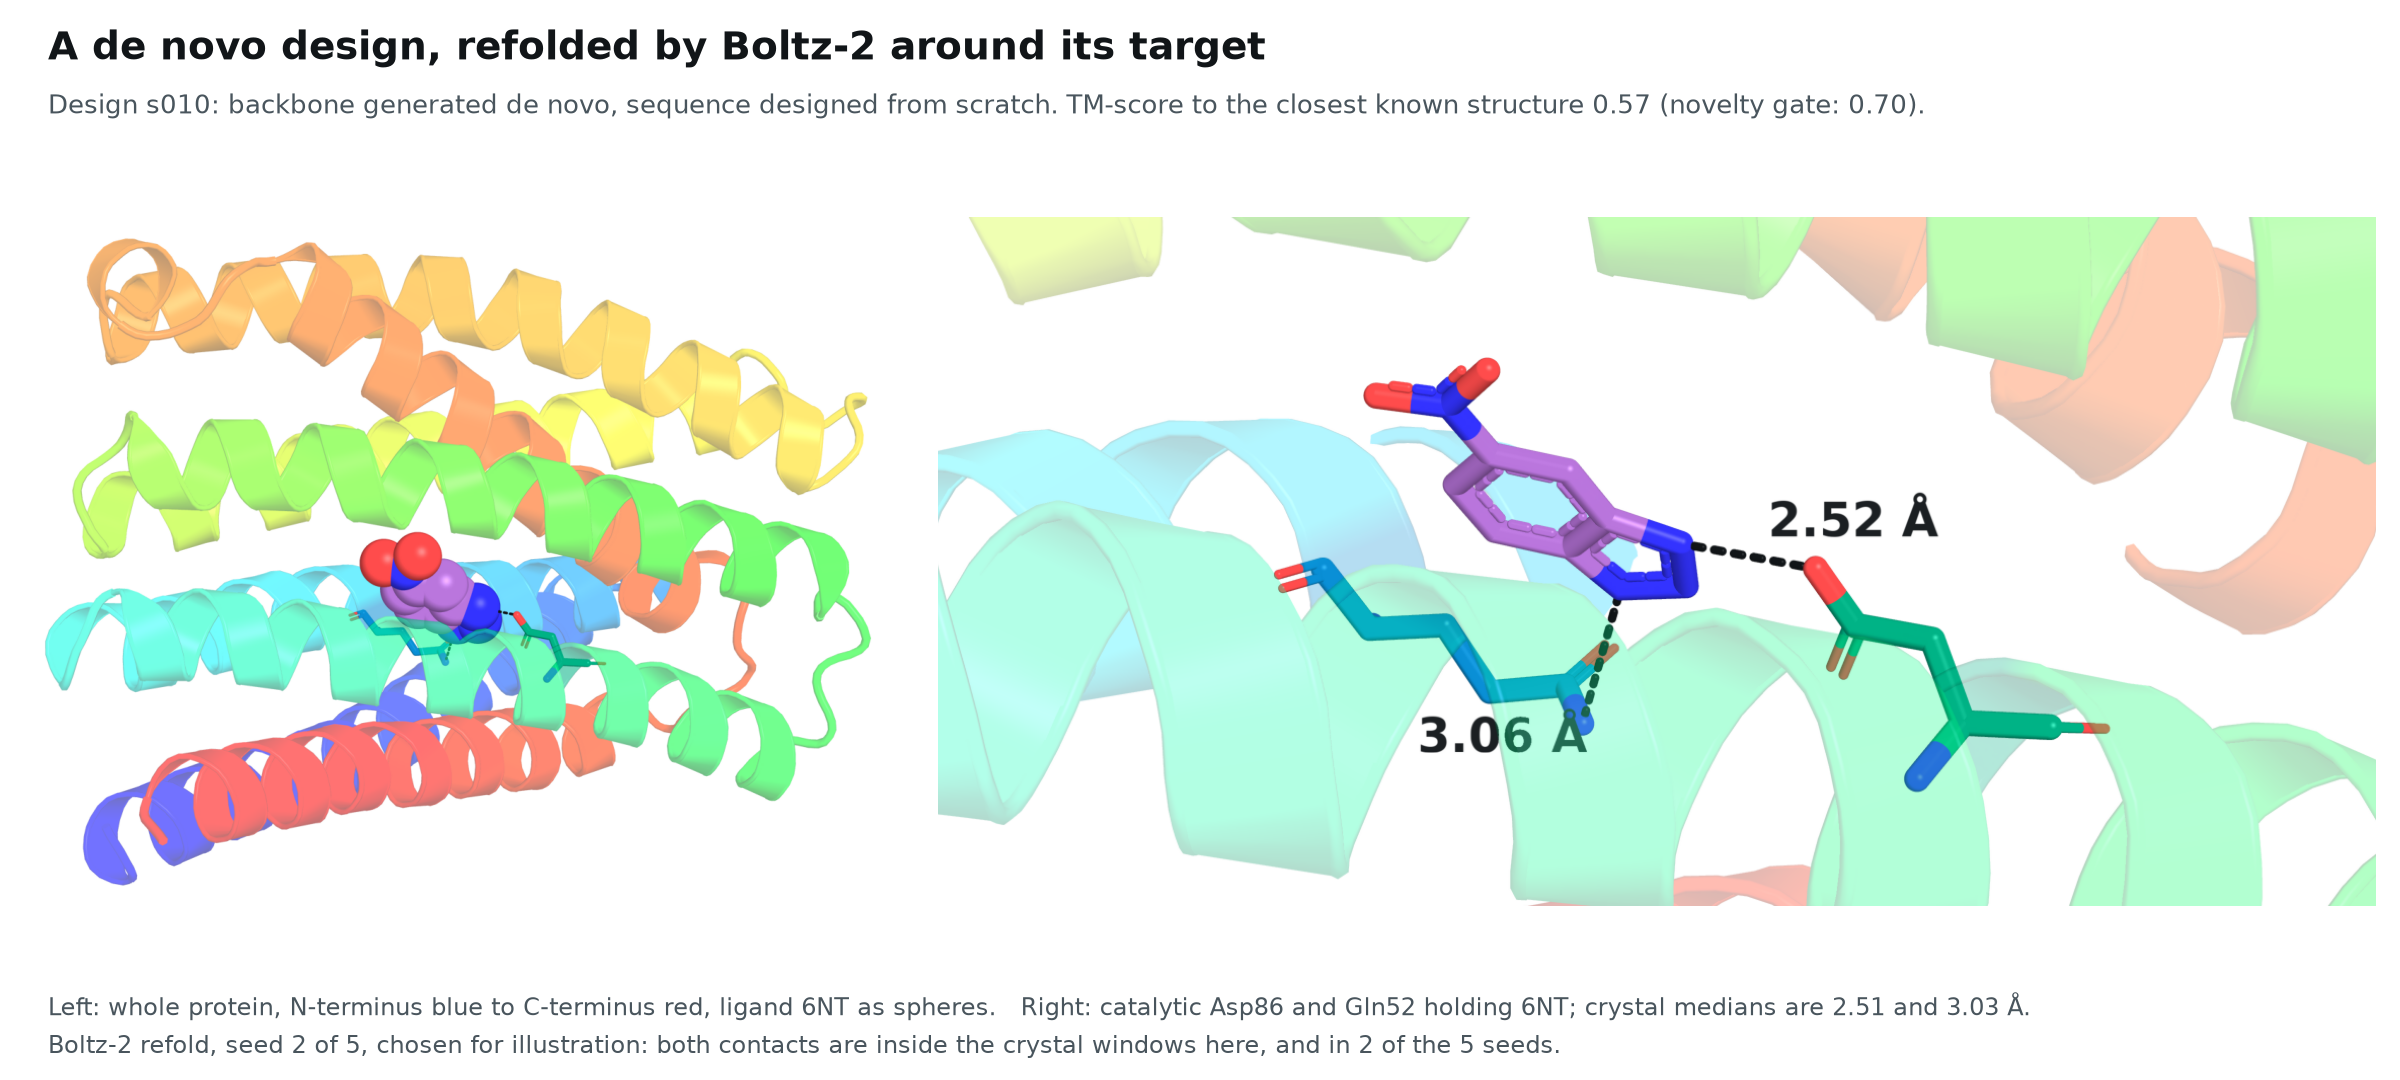 A de novo design, refolded by Boltz-2 around its target
Design s010: backbone generated de novo, sequence designed from scratch. TM-score to the closest known structure 0.57 (novelty gate: 0.70).
2.52 Å
3.06 Å
Left: whole protein, N-terminus blue to C-terminus red, ligand 6NT as spheres.   Right: catalytic Asp86 and Gln52 holding 6NT; crystal medians are 2.51 and 3.03 Å.
Boltz-2 refold, seed 2 of 5, chosen for illustration: both contacts are inside the crystal windows here, and in 2 of the 5 seeds.